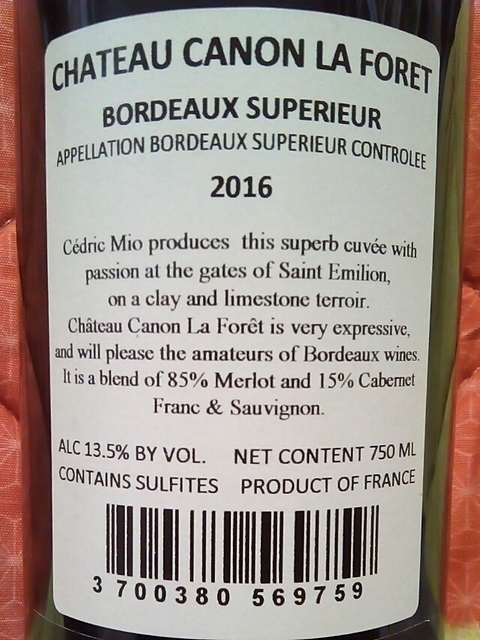 CHATEAU CANON LA FORET
BORDEAUX SUPERIEUR
APPELLATION BORDEAUX SUPERIEUR CONTROLEE
2016
Cédric Mio produces this superb cuvée with
passion at the gates of Saint Emilion,
on a clay and limestone terroir.
Château Canon La Forêt is very expressive,
and will please the amateurs of Bordeaux wines.
It is a blend of 85% Merlot and 15% Cabernet
Franc & Sauvignon.
ALC 13.5% BY VOL. NET CONTENT 750 ML
CONTAINS SULFITES PRODUCT OF FRANCE
3 700380 569759